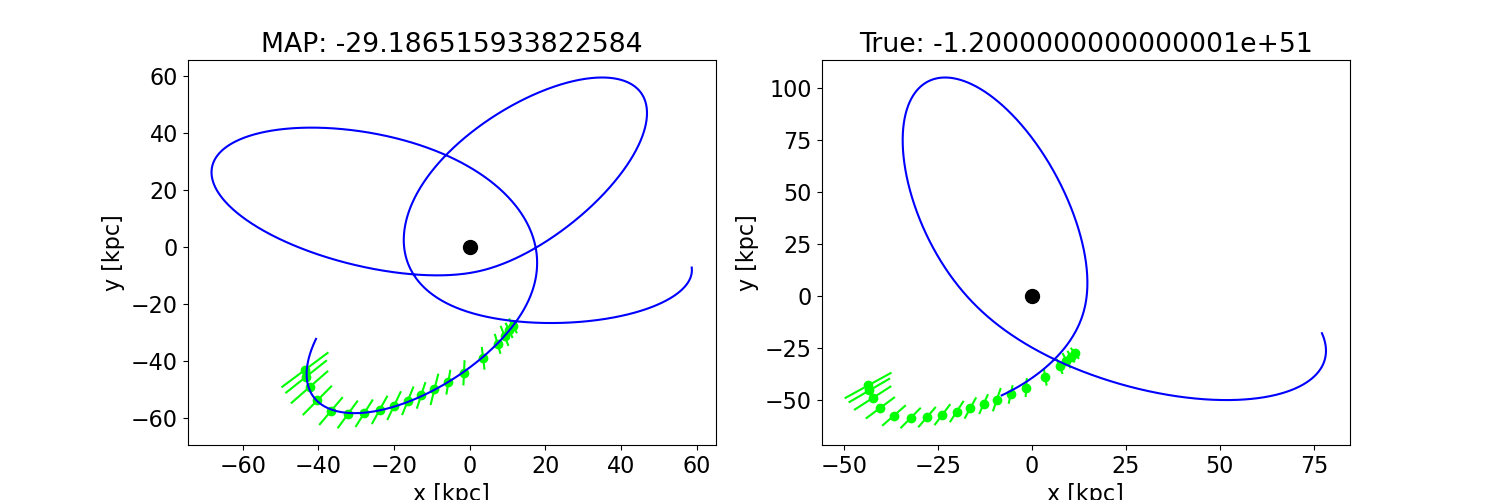 MAP: -29.186515933822584
60
40
20
0
−20
−40
−60
y [kpc]
−60 −40 −20 0 20 40 60
x [kpc]
True: -1.2000000000000001e+51
100
75
50
25
0
−25
−50
y [kpc]
−50 −25 0 25 50 75
x [kpc]